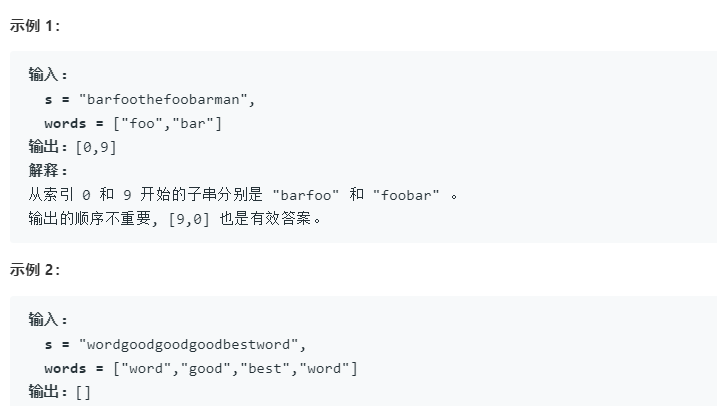 示例 1：
输入：
s = "barfoothefoobarman",
words = ["foo","bar"]
输出：[0,9]
解释：
从索引 0 和 9 开始的子串分别是 "barfoo" 和 "foobar" 。
输出的顺序不重要, [9,0] 也是有效答案。
示例 2：
输入：
s = "wordgoodgoodgoodbestword",
words = ["word","good","best","word"]
输出：[]